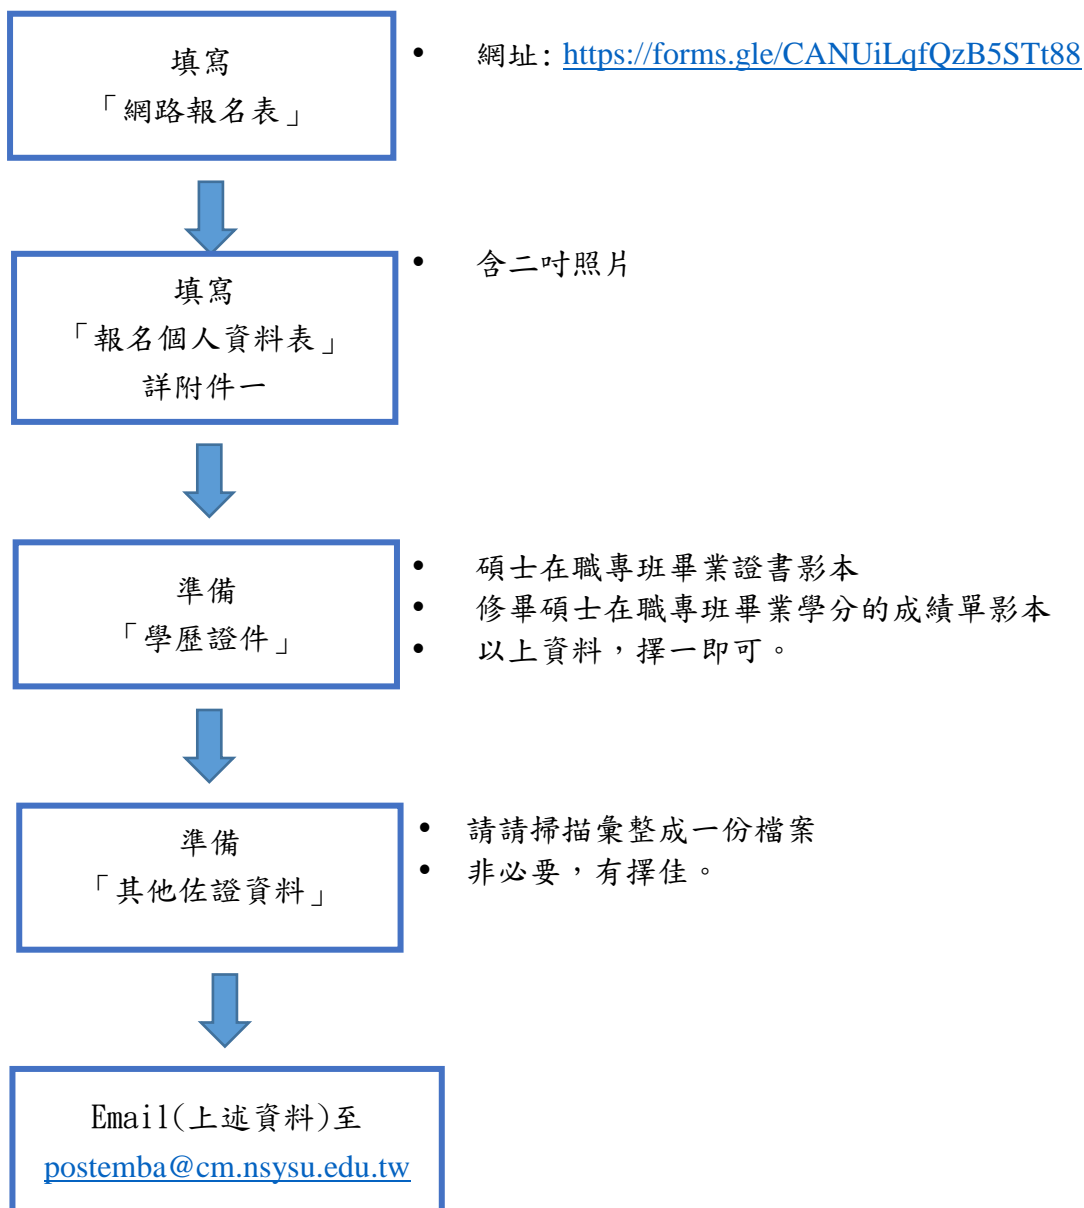 填寫
「網路報名表」
• 網址: https://forms.gle/CANUiLqfQzB5STt88
填寫
「報名個人資料表」
詳附件一
• 含二吋照片
準備
「學歷證件」
• 碩士在職專班畢業證書影本
• 修畢碩士在職專班畢業學分的成績單影本
• 以上資料，擇一即可。
準備
「其他佐證資料」
• 請請掃描彙整成一份檔案
• 非必要，有擇佳。
Email(上述資料)至
postemba@cm.nsysu.edu.tw